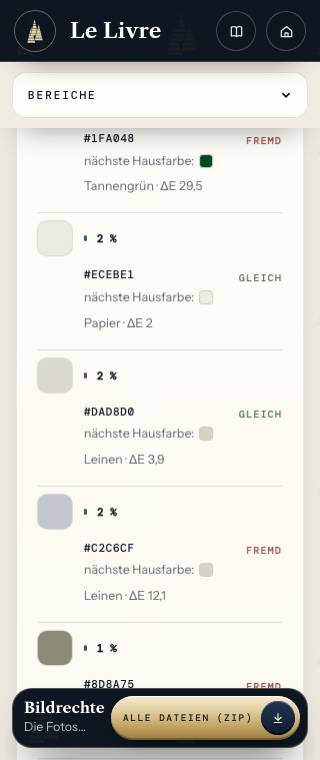 Le Livre
BEREICHE
#1FA048
FREMD
nächste Hausfarbe:
Tannengrün · ΔE 29,5
2 %
#ECEBE1
GLEICH
nächste Hausfarbe:
Papier · ΔE 2
2 %
#DAD8D0
GLEICH
nächste Hausfarbe:
Leinen · ΔE 3,9
2 %
#C2C6CF
FREMD
nächste Hausfarbe:
Leinen · ΔE 12,1
1 %
#8D8A75
FREMD
Bildrechte
Die Fotos…
ALLE DATEIEN (ZIP)